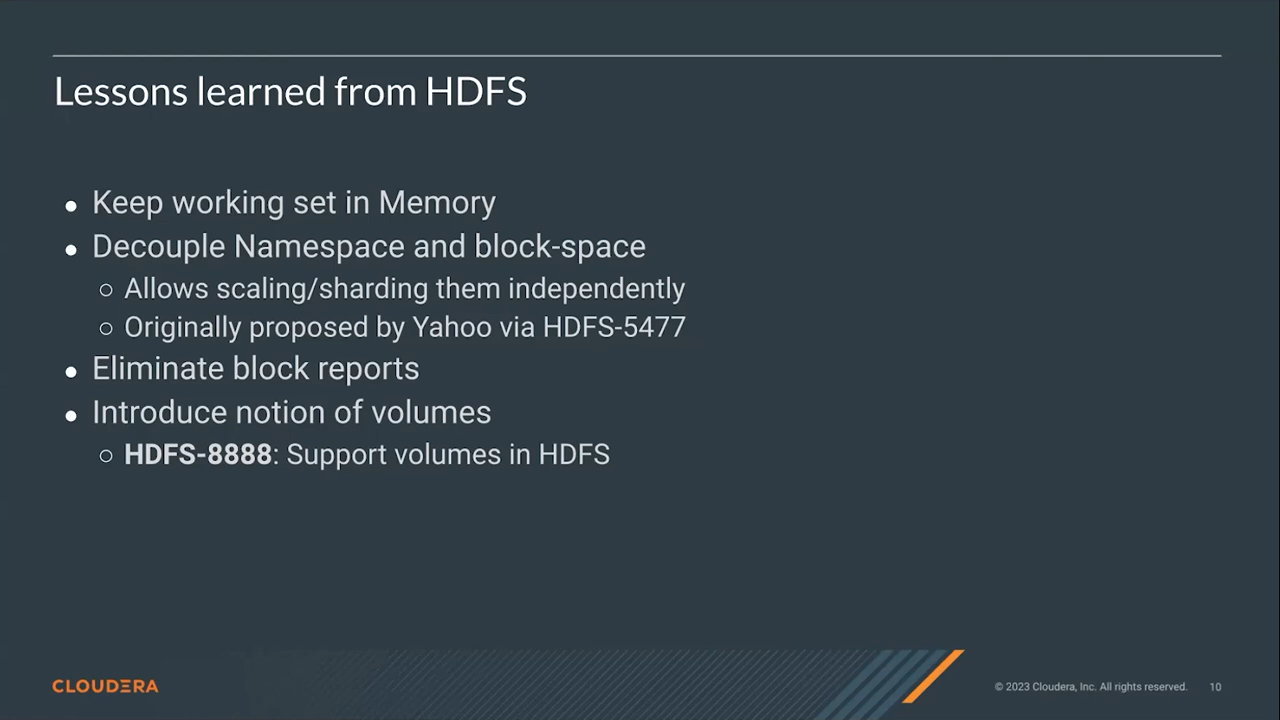 Lessons learned from HDFS
● Keep working set in Memory
● Decouple Namespace and block-space
○ Allows scaling/sharding them independently
○ Originally proposed by Yahoo via HDFS-5477
● Eliminate block reports
● Introduce notion of volumes
○ HDFS-8888: Support volumes in HDFS
CLOUDERA
© 2023 Cloudera, Inc. All rights reserved. 10